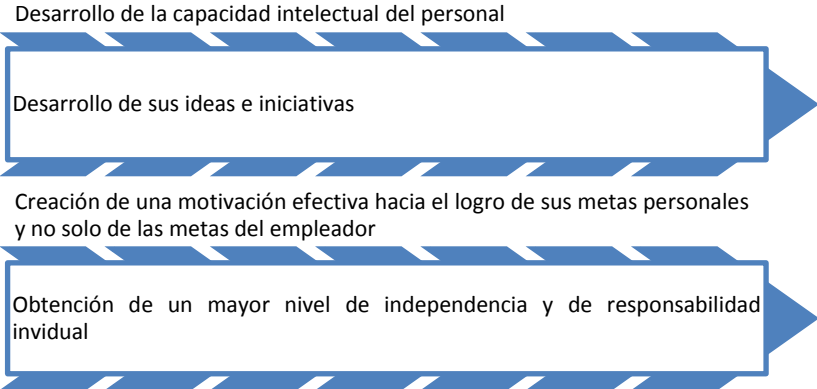 Desarrollo de la capacidad intelectual del personal
Desarrollo de sus ideas e iniciativas
Creación de una motivación efectiva hacia el logro de sus metas personales
y no solo de las metas del empleador
Obtención de un mayor nivel de independencia y de responsabilidad
invidual